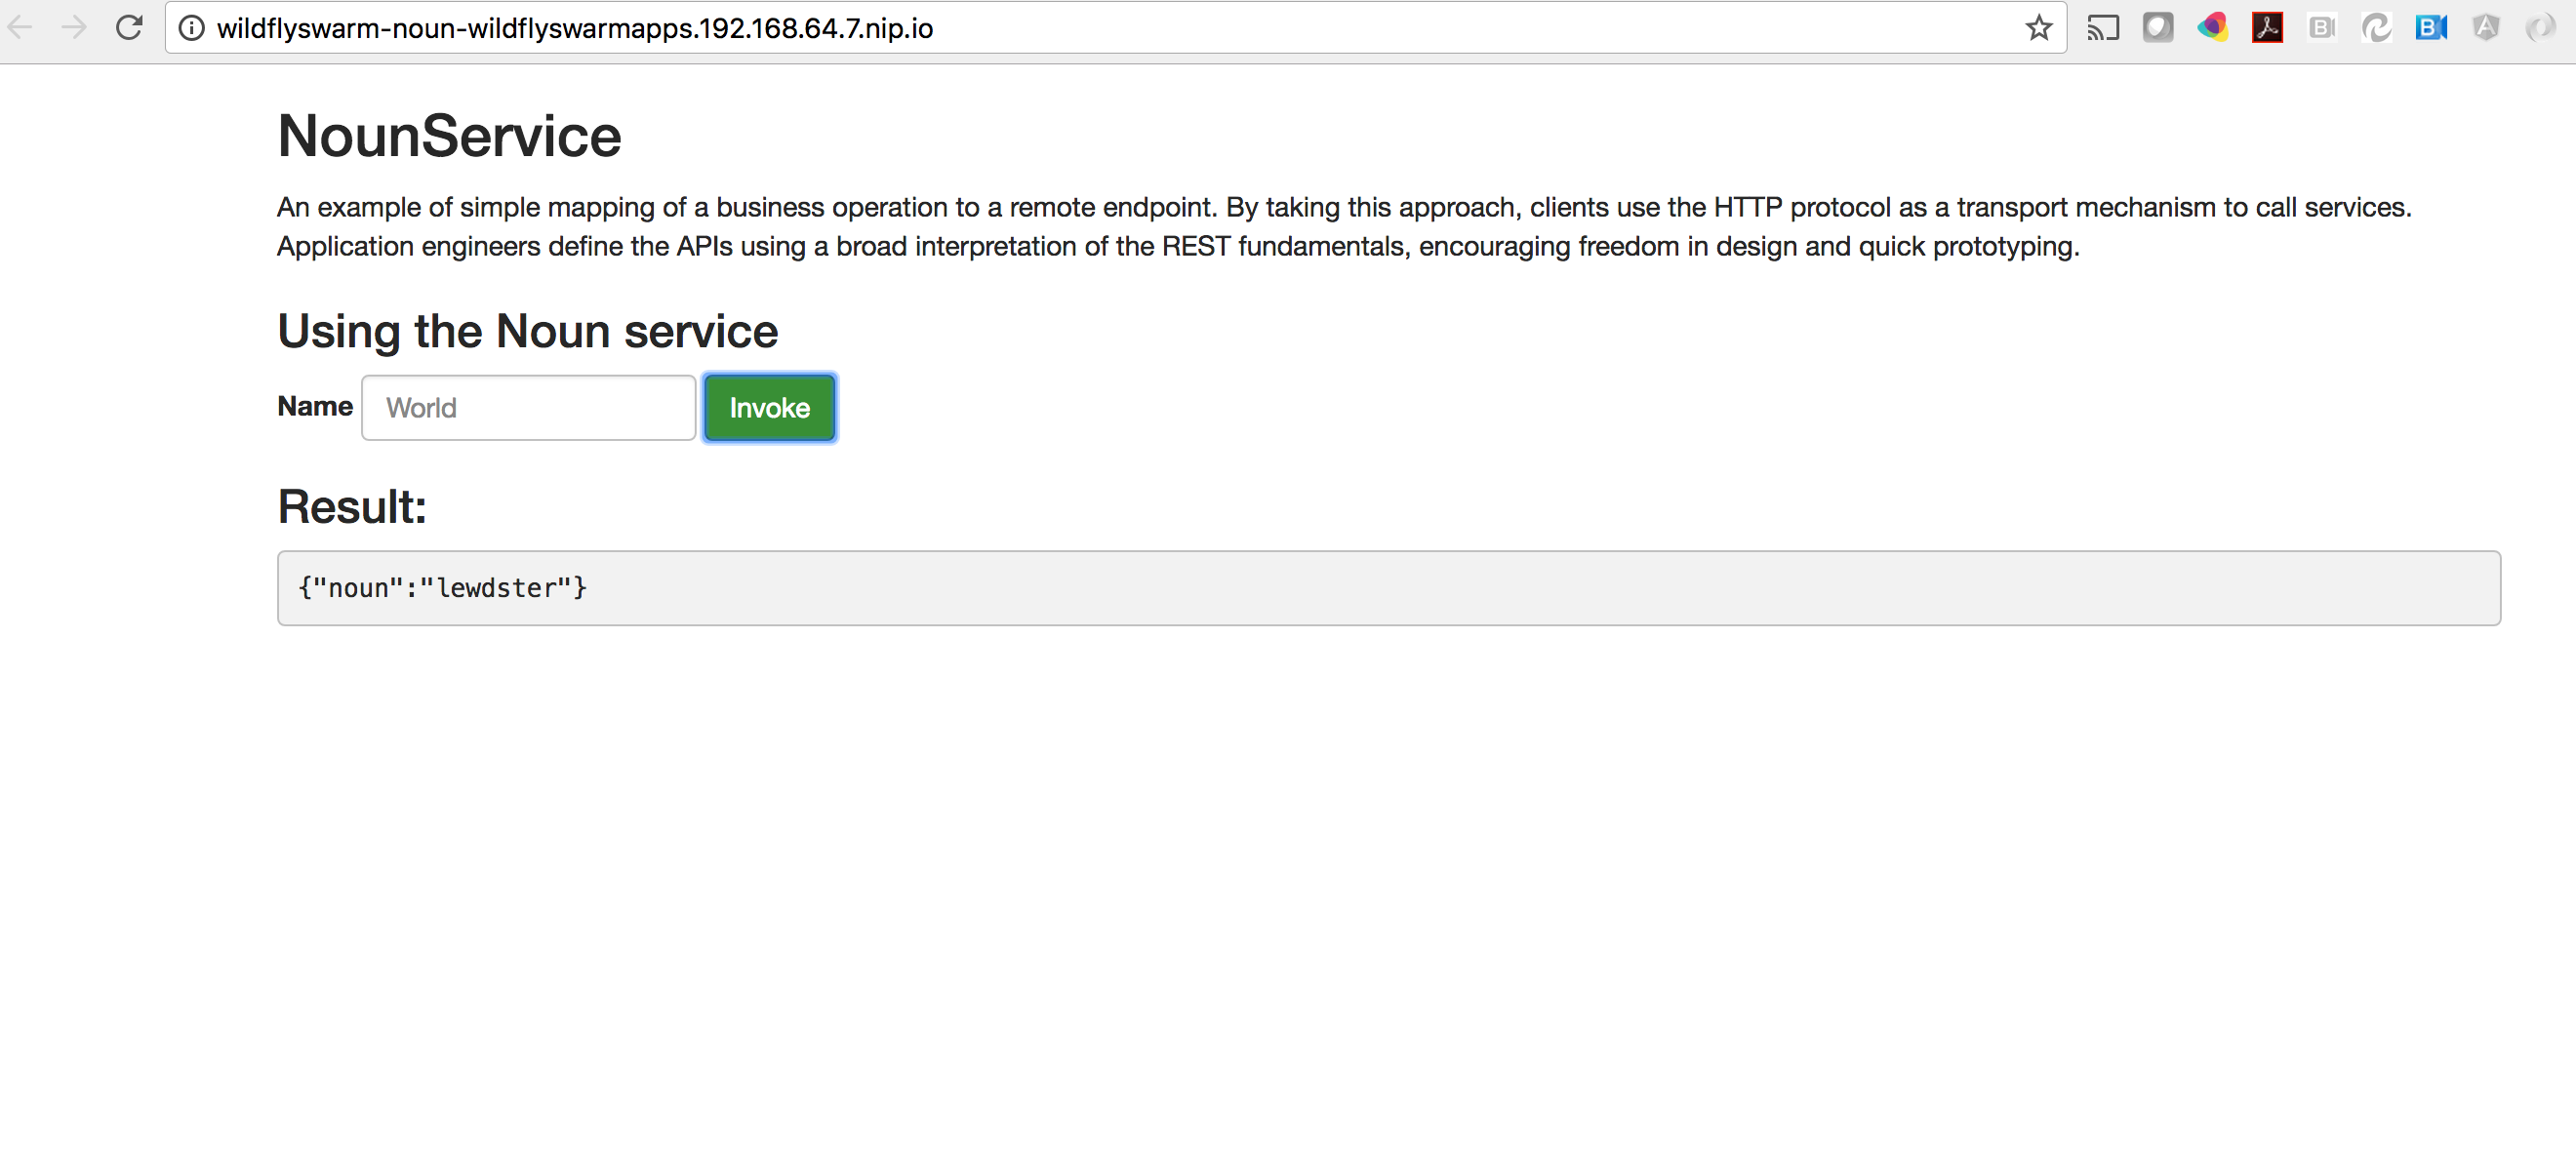 wildflyswarm-noun-wildflyswarmapps.192.168.64.7.nip.io
NounService
An example of simple mapping of a business operation to a remote endpoint. By taking this approach, clients use the HTTP protocol as a transport mechanism to call services.
Application engineers define the APIs using a broad interpretation of the REST fundamentals, encouraging freedom in design and quick prototyping.
Using the Noun service
Name World Invoke
Result:
{"noun":"lewdster"}